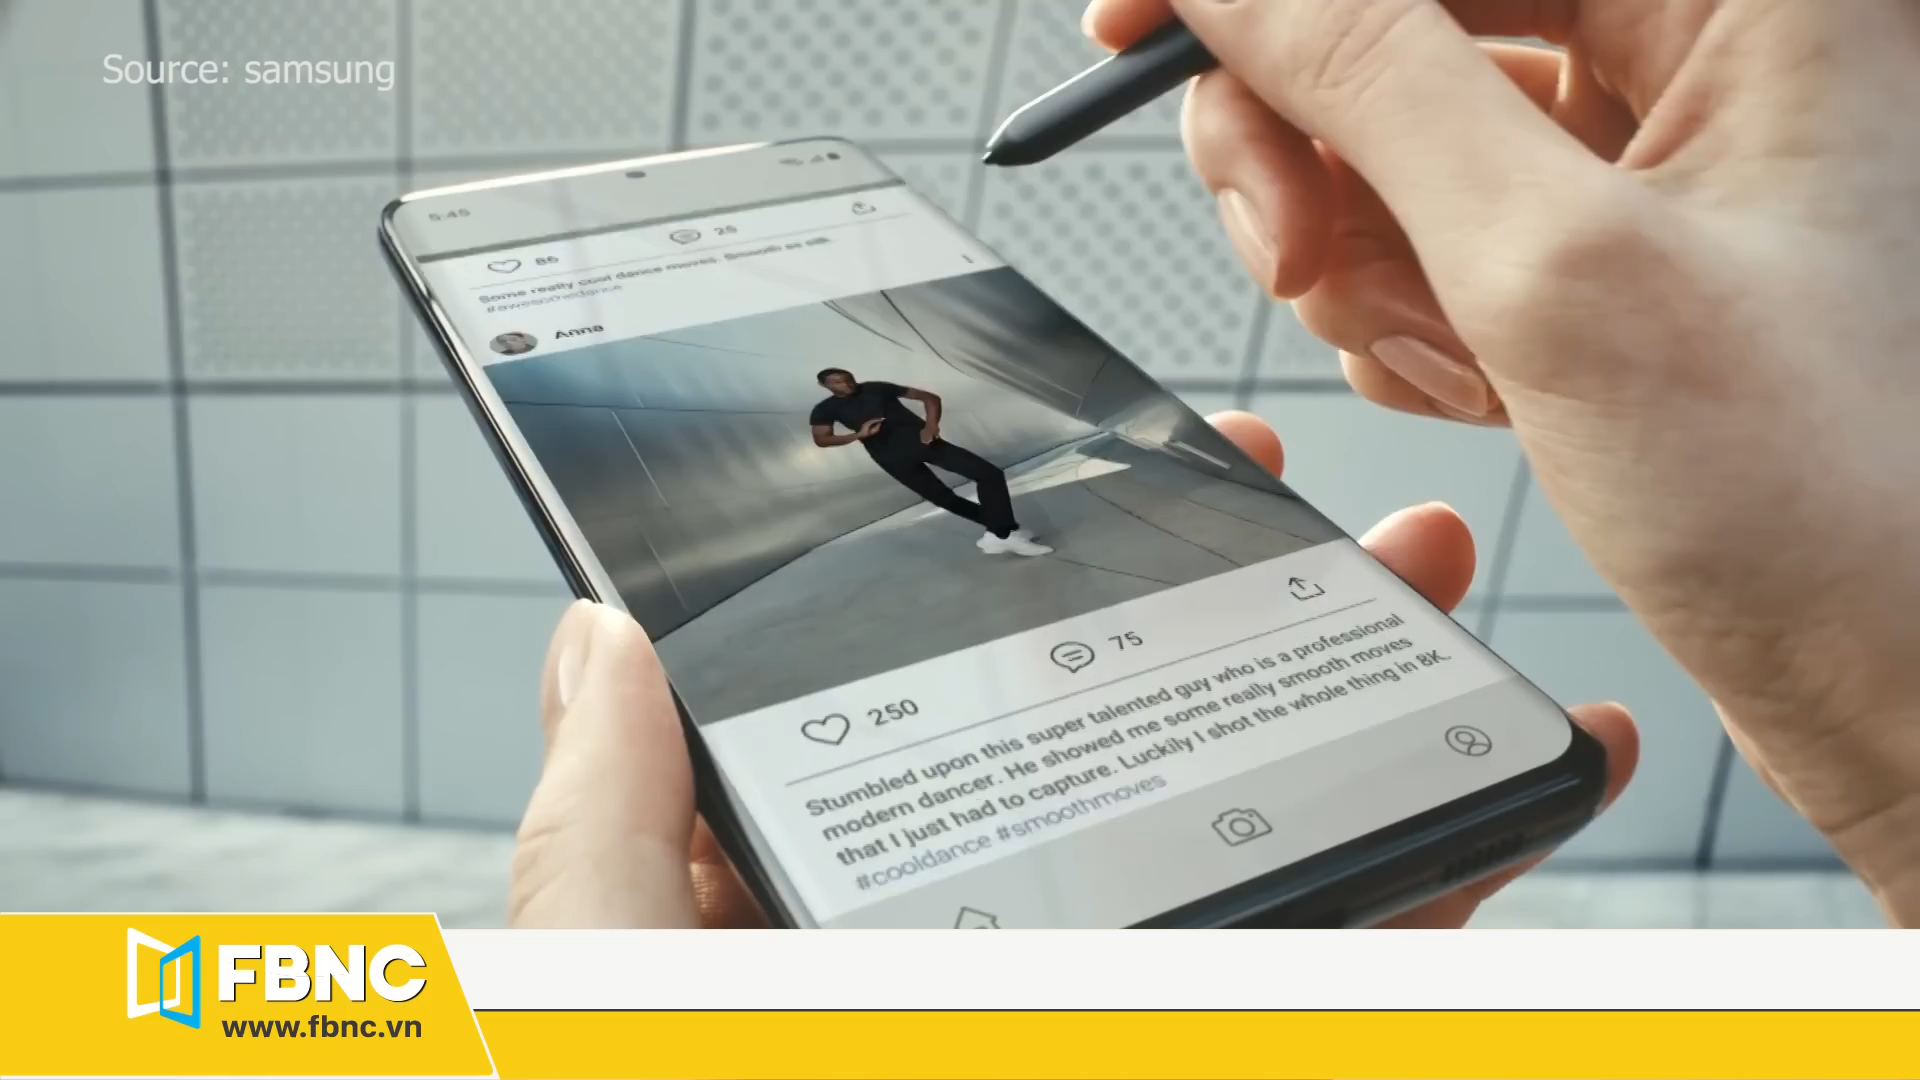 Source: samsung
5:45
86
25
Some really cool dance moves. Smooth as silk.
#awesomedance
Anna
250
75
Stumbled upon this super talented guy who is a professional
modern dancer. He showed me some really smooth moves
that I just had to capture. Luckily I shot the whole thing in 8K.
#cooldance #smoothmoves
FBNC
www.fbnc.vn